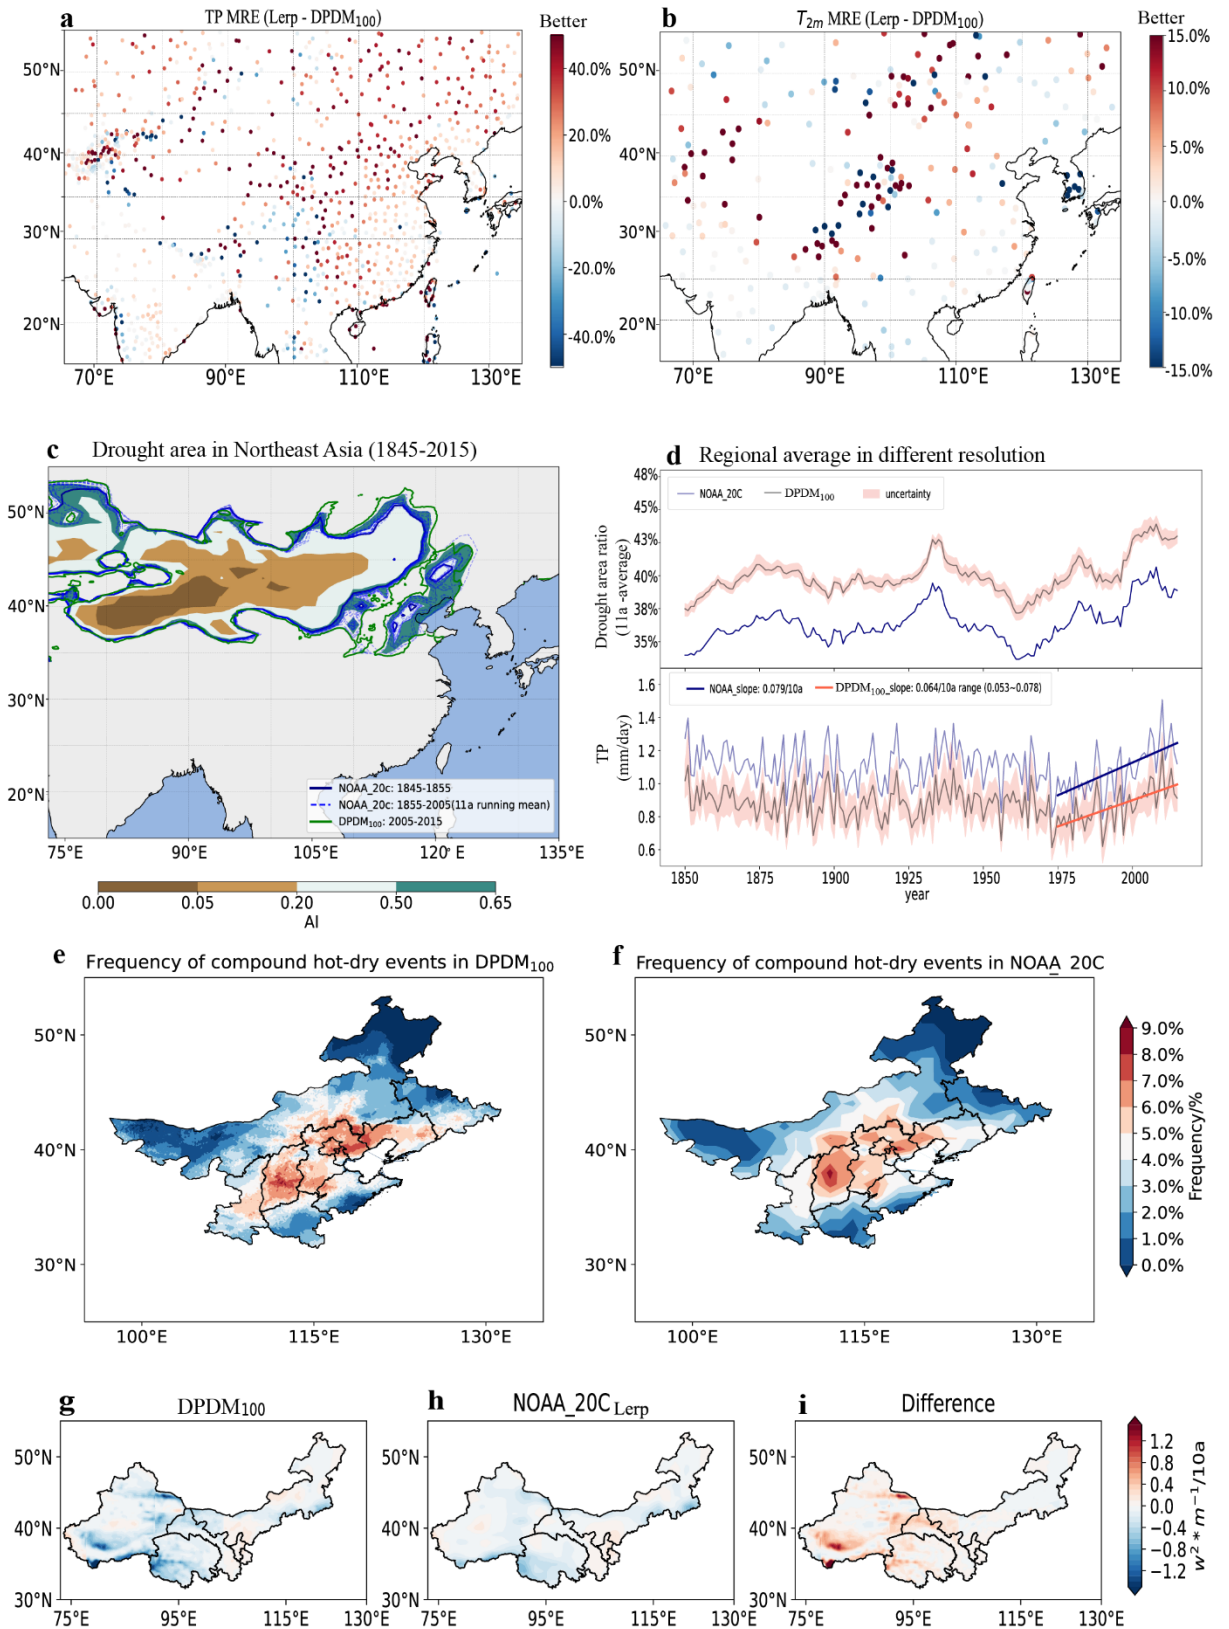 a TP MRE (Lerp - DPDM100) Better
50°N
40°N
30°N
20°N
70°E 90°E 110°E 130°E
40.0%
20.0%
0.0%
-20.0%
-40.0%
b T2m MRE (Lerp - DPDM100) Better
50°N
40°N
30°N
20°N
70°E 90°E 110°E 130°E
15.0%
10.0%
5.0%
0.0%
-5.0%
-10.0%
-15.0%
c Drought area in Northeast Asia (1845-2015)
50°N
40°N
30°N
20°N
NOAA_20c: 1845-1855
NOAA_20c: 1855-2005(11a running mean)
DPDM100: 2005-2015
75°E 90°E 105°E 120°E 135°E
0.00 0.05 0.20 0.50 0.65
AI
d Regional average in different resolution
NOAA_20C DPDM100 uncertainty
48%
45%
43%
40%
38%
35%
Drought area ratio
(11a -average)
NOAA_slope: 0.079/10a DPDM100_slope: 0.064/10a range (0.053~0.078)
1.6
1.4
1.2
1.0
0.8
0.6
TP
(mm/day)
1850 1875 1900 1925 1950 1975 2000
year
e Frequency of compound hot-dry events in DPDM100
50°N
40°N
30°N
100°E 115°E 130°E
f Frequency of compound hot-dry events in NOAA_20C
50°N
40°N
30°N
100°E 115°E 130°E
9.0%
8.0%
7.0%
6.0%
5.0%
4.0%
3.0%
2.0%
1.0%
0.0%
Frequency/%
g DPDM100
50°N
40°N
30°N
75°E 95°E 115°E 130°E
h NOAA_20C Lerp
50°N
40°N
30°N
75°E 95°E 115°E 130°E
i Difference
50°N
40°N
30°N
75°E 95°E 115°E 130°E
1.2
0.8
0.4
0.0
−0.4
−0.8
−1.2
w² * m⁻¹/10a